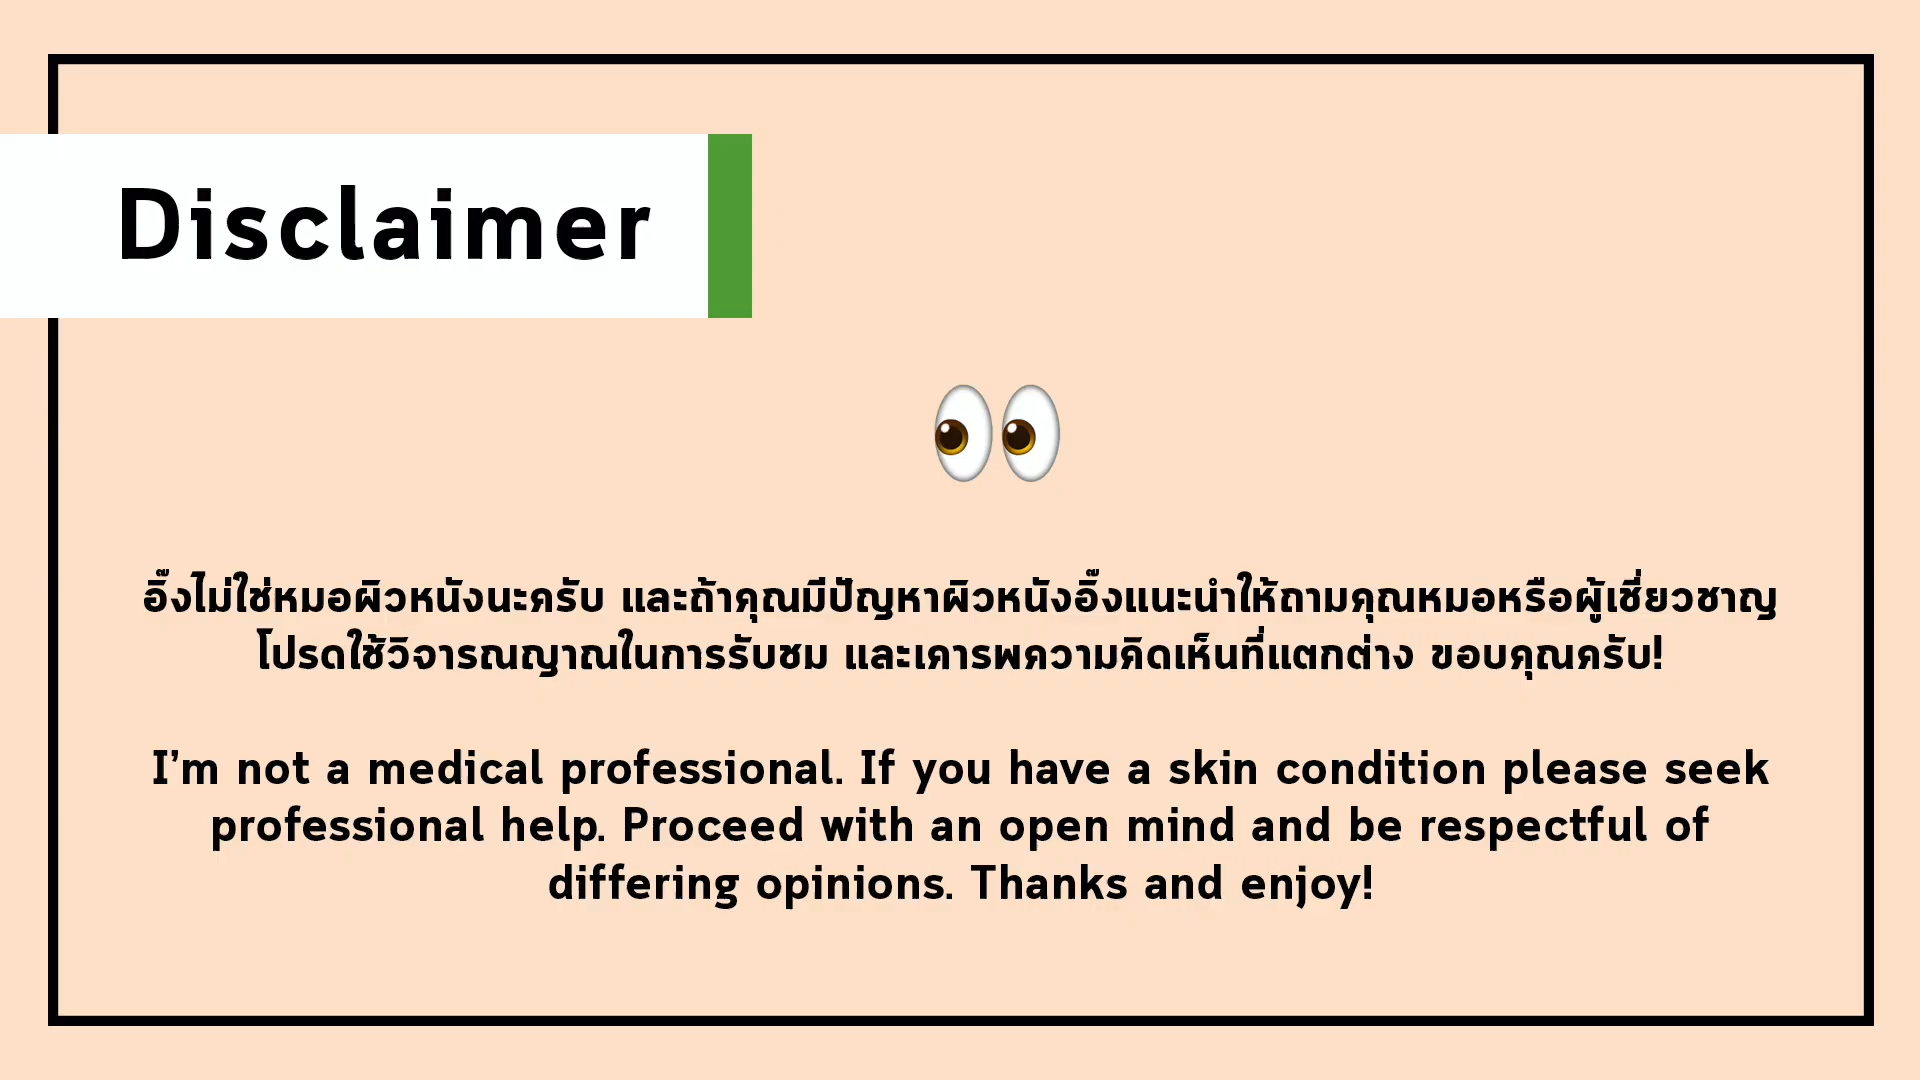 Disclaimer
👀
อิ๊งไม่ใช่หมอผิวหนังนะครับ และถ้าคุณมีปัญหาผิวหนังอิ๊งแนะนำให้ถามคุณหมอหรือผู้เชี่ยวชาญ
โปรดใช้วิจารณญาณในการรับชม และเคารพความคิดเห็นที่แตกต่าง ขอบคุณครับ!
I’m not a medical professional. If you have a skin condition please seek
professional help. Proceed with an open mind and be respectful of
differing opinions. Thanks and enjoy!